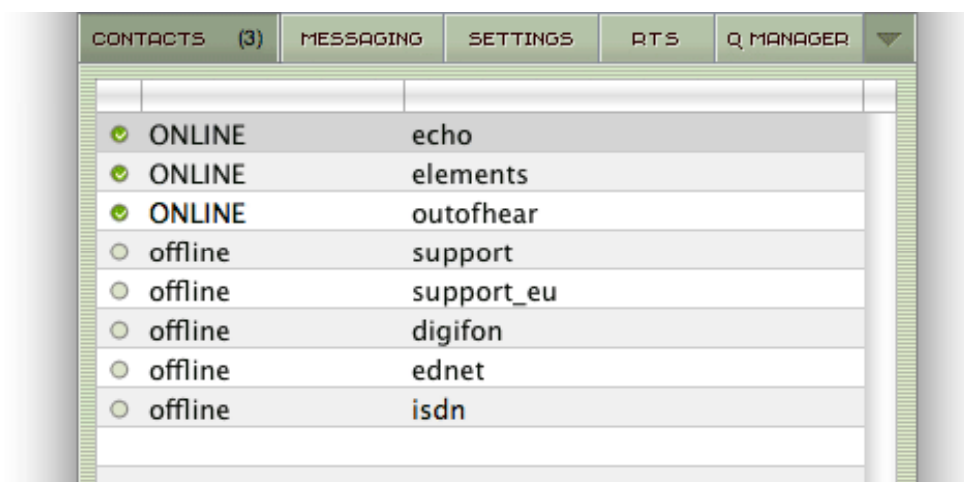 CONTACTS (3) MESSAGING SETTINGS RTS Q MANAGER
ONLINE echo
ONLINE elements
ONLINE outofhear
offline support
offline support_eu
offline digifon
offline ednet
offline isdn